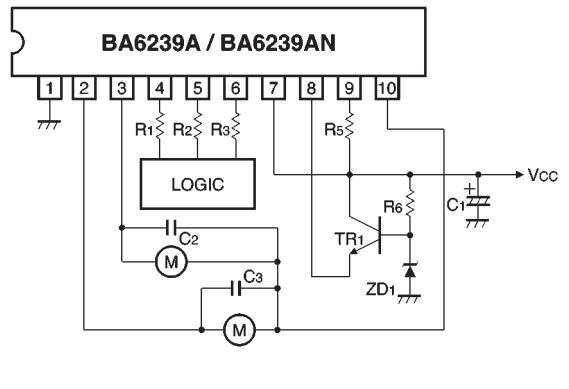 BA6239A / BA6239AN
1 2 3 4 5 6 7 8 9 10
R1 R2 R3 R5
LOGIC
VCC
C1
+
R6
TR1
C2
M
C3
ZD1
M